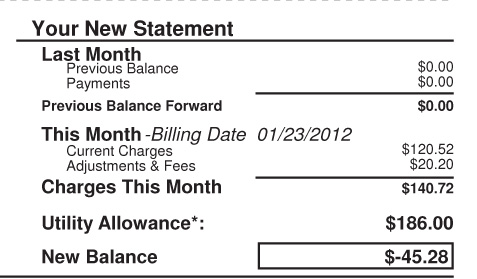 Your New Statement
Last Month
Previous Balance $0.00
Payments $0.00
Previous Balance Forward $0.00
This Month -Billing Date 01/23/2012
Current Charges $120.52
Adjustments & Fees $20.20
Charges This Month $140.72
Utility Allowance*: $186.00
New Balance $-45.28